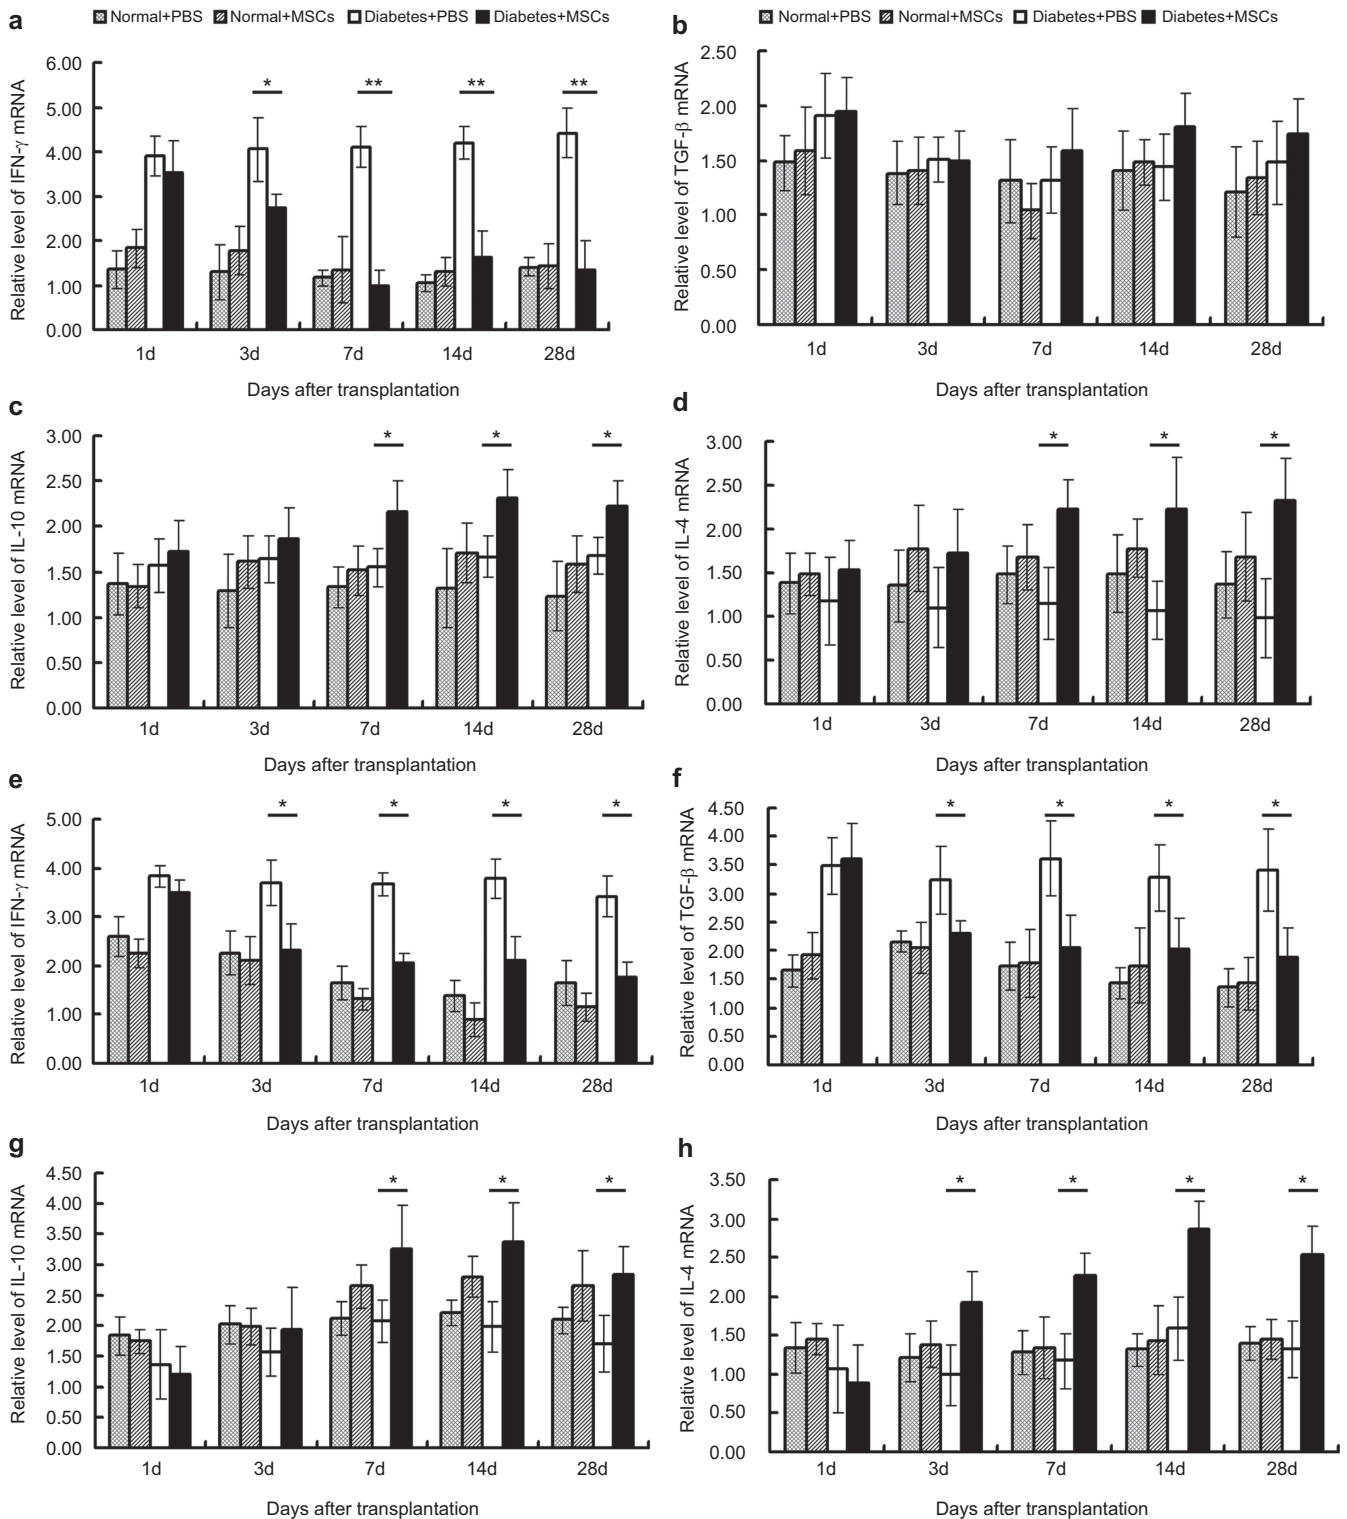 a
Normal+PBS Normal+MSCs Diabetes+PBS Diabetes+MSCs
Relative level of IFN-γ mRNA
6.00
5.00
4.00
3.00
2.00
1.00
0.00
* ** ** **
1d 3d 7d 14d 28d
Days after transplantation
b
Normal+PBS Normal+MSCs Diabetes+PBS Diabetes+MSCs
Relative level of TGF-β mRNA
2.50
2.00
1.50
1.00
0.50
0.00
1d 3d 7d 14d 28d
Days after transplantation
c
Relative level of IL-10 mRNA
3.00
2.50
2.00
1.50
1.00
0.50
0.00
* * *
1d 3d 7d 14d 28d
Days after transplantation
d
Relative level of IL-4 mRNA
3.00
2.50
2.00
1.50
1.00
0.50
0.00
* * *
1d 3d 7d 14d 28d
Days after transplantation
e
Relative level of IFN-γ mRNA
5.00
4.00
3.00
2.00
1.00
0.00
* * * *
1d 3d 7d 14d 28d
Days after transplantation
f
Relative level of TGF-β mRNA
4.50
4.00
3.50
3.00
2.50
2.00
1.50
1.00
0.50
0.00
* * * *
1d 3d 7d 14d 28d
Days after transplantation
g
Relative level of IL-10 mRNA
4.50
4.00
3.50
3.00
2.50
2.00
1.50
1.00
0.50
0.00
* * *
1d 3d 7d 14d 28d
Days after transplantation
h
Relative level of IL-4 mRNA
3.50
3.00
2.50
2.00
1.50
1.00
0.50
0.00
* * * *
1d 3d 7d 14d 28d
Days after transplantation